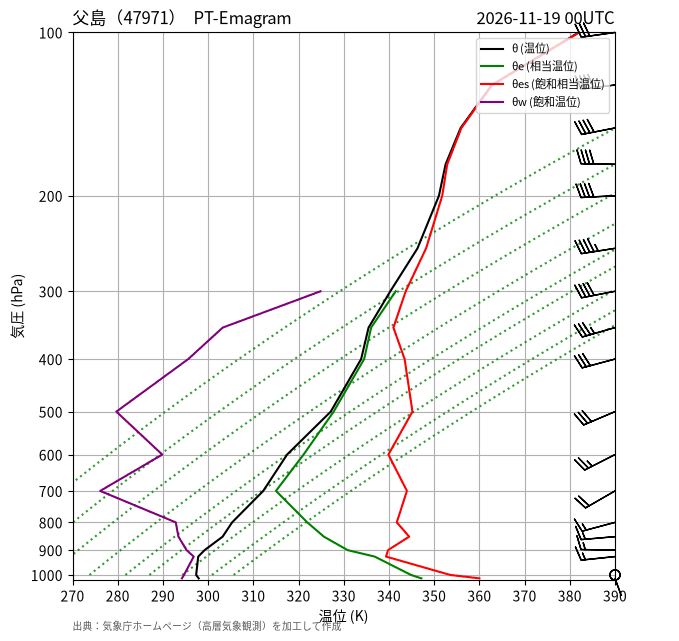 父島（47971） PT-Emagram
2026-11-19 00UTC
100
200
300
400
500
600
700
800
900
1000
気圧 (hPa)
θ (温位)
θe (相当温位)
θes (飽和相当温位)
θw (飽和温位)
270 280 290 300 310 320 330 340 350 360 370 380 390
温位 (K)
出典：気象庁ホームページ（高層気象観測）を加工して作成